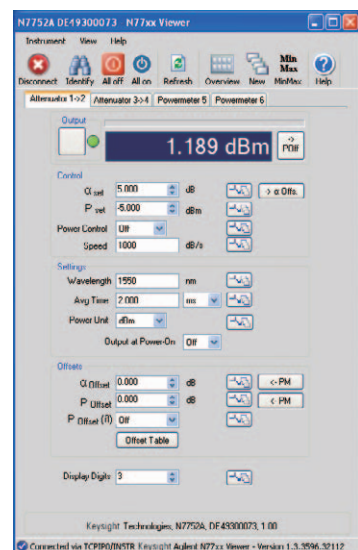 N7752A DE49300073 N77xx Viewer
Instrument View Help
Disconnect Identify All off All on Refresh Overview New MinMax Help
Min
Max
Attenuator 1->2 Attenuator 3->4 Powermeter 5 Powermeter 6
Output
1.189 dBm
->
POff
Control
α set 5.000 dB -> α Offs.
P set -5.000 dBm
Power Control Off
Speed 1000 dB/s
Settings
Wavelength 1550 nm
Avg Time 2.000 ms
Power Unit dBm
Output at Power-On Off
Offsets
α Offset 0.000 dB <- PM
P Offset 0.000 dB <- PM
P Offset (λ) Off
Offset Table
Display Digits 3
Keysight Technologies, N7752A, DE49300073, 1.00
Connected via TCPIP0/INSTR Keysight Agilent N77xx Viewer - Version 1.3.3596.32112